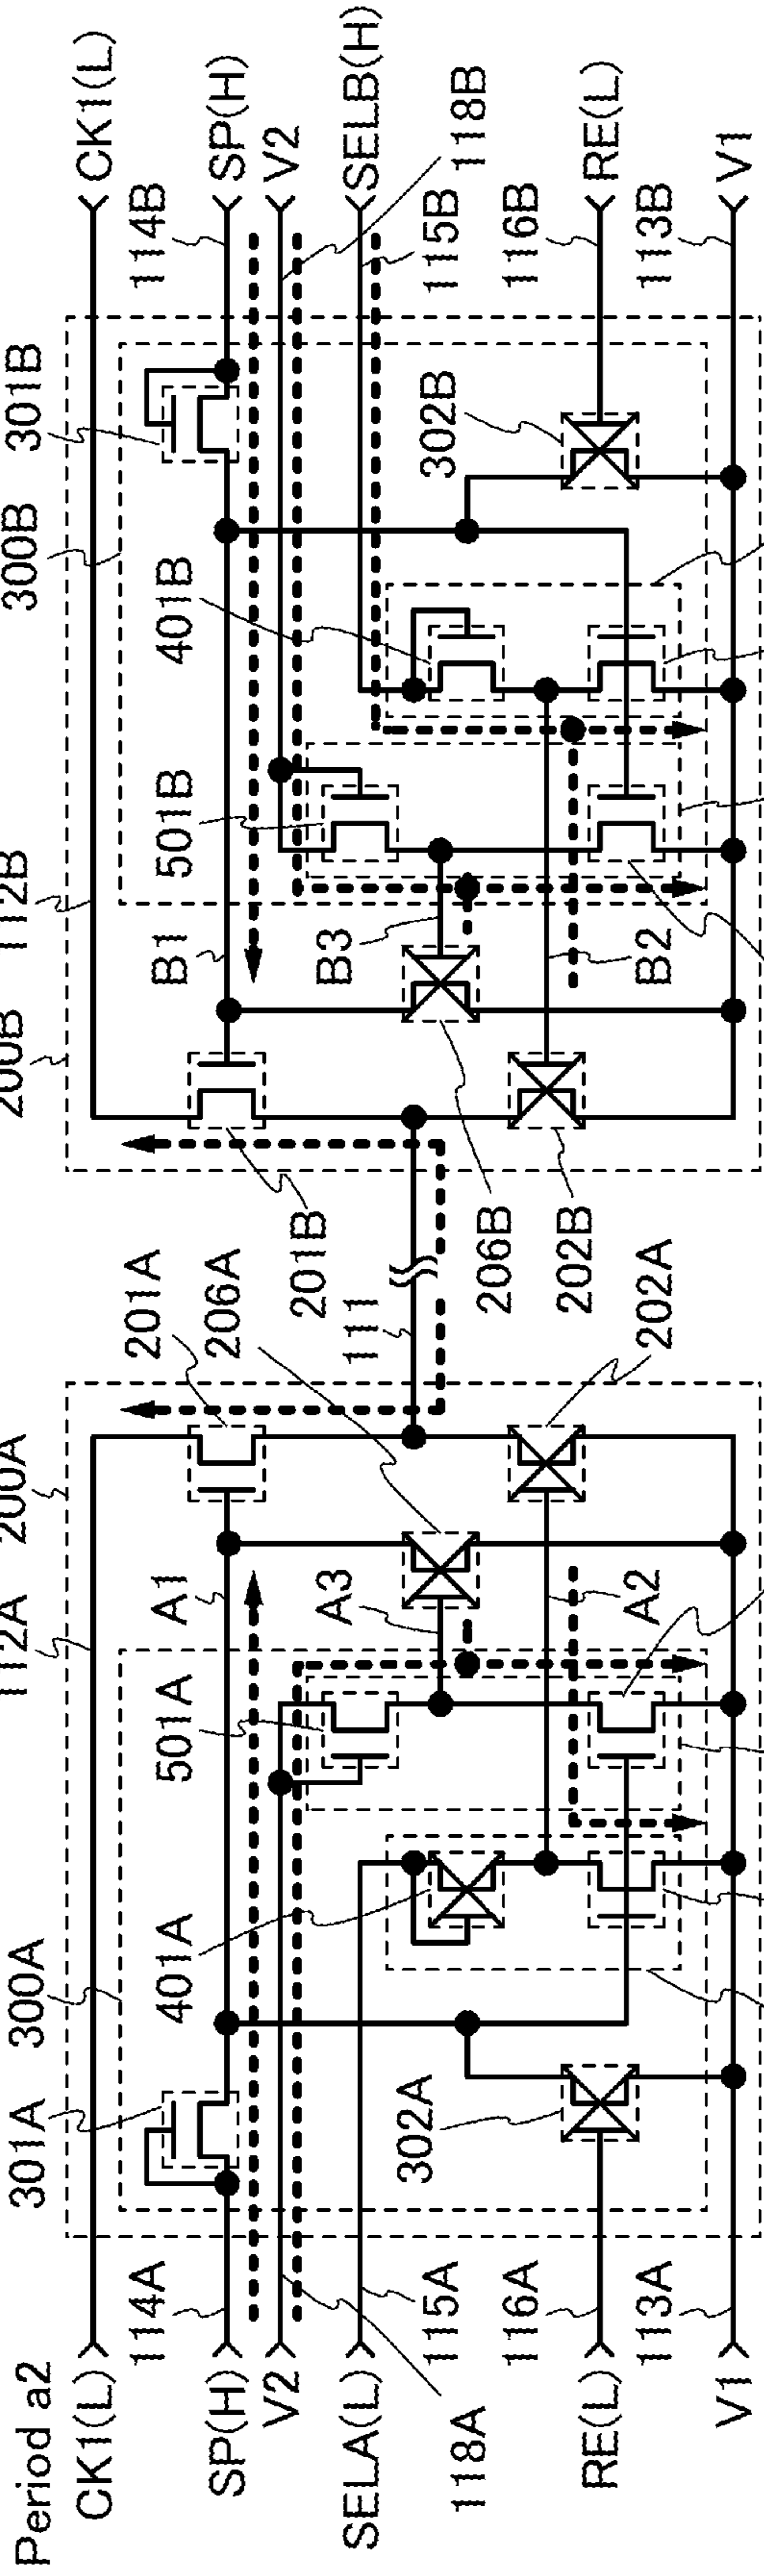 Period a2
CK1(L)
SP(H)
V2
SELA(L)
118A
RE(L)
V1
114A
115A
116A
113A
301A
300A
112A
200A
302A
401A
501A
A1
A3
A2
201A
206A
202A
111
201B
206B
202B
200B
112B
B1
B3
B2
501B
401B
300B
302B
301B
114B
115B
116B
113B
118B
CK1(L)
SP(H)
V2
SELB(H)
RE(L)
V1